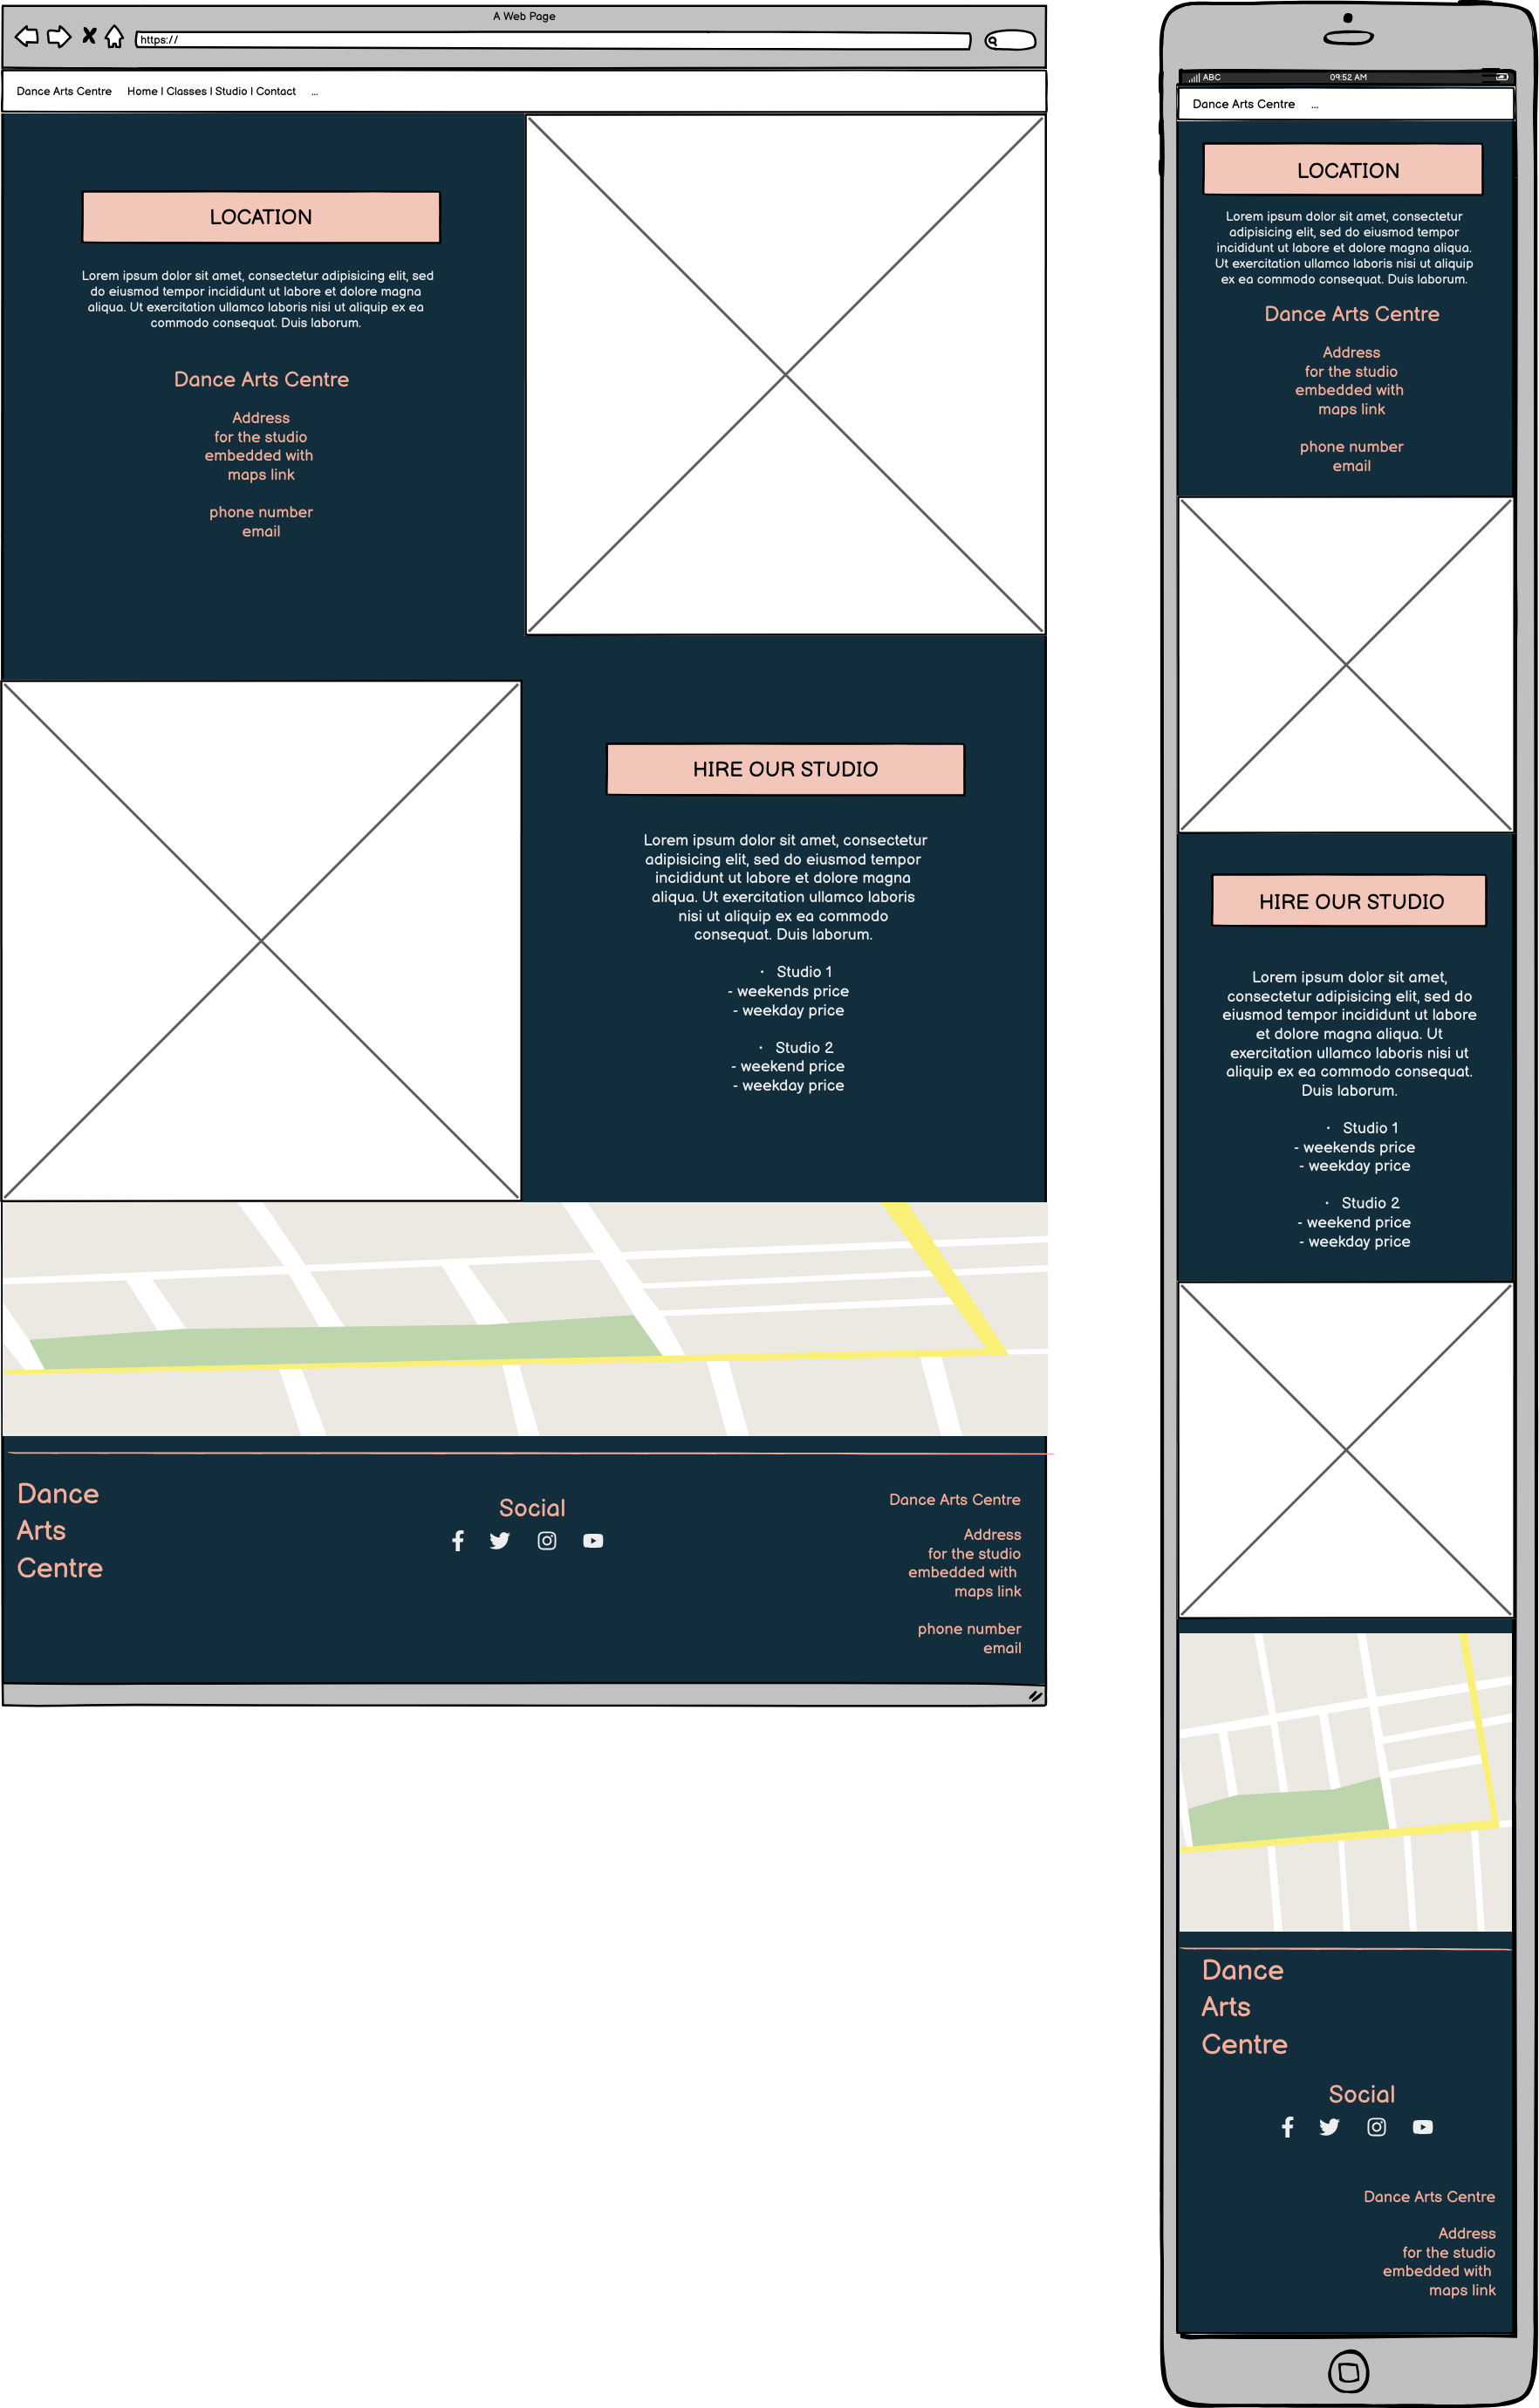 A Web Page
https://
Dance Arts Centre Home | Classes | Studio | Contact ...
LOCATION
Lorem ipsum dolor sit amet, consectetur adipisicing elit, sed
do eiusmod tempor incididunt ut labore et dolore magna
aliqua. Ut exercitation ullamco laboris nisi ut aliquip ex ea
commodo consequat. Duis laborum.
Dance Arts Centre
Address
for the studio
embedded with
maps link
phone number
email
HIRE OUR STUDIO
Lorem ipsum dolor sit amet, consectetur
adipisicing elit, sed do eiusmod tempor
incididunt ut labore et dolore magna
aliqua. Ut exercitation ullamco laboris
nisi ut aliquip ex ea commodo
consequat. Duis laborum.
· Studio 1
- weekends price
- weekday price
· Studio 2
- weekend price
- weekday price
Dance
Arts
Centre
Social
Dance Arts Centre
Address
for the studio
embedded with
maps link
phone number
email
ABC 09:52 AM
Dance Arts Centre ...
LOCATION
Lorem ipsum dolor sit amet, consectetur
adipisicing elit, sed do eiusmod tempor
incididunt ut labore et dolore magna aliqua.
Ut exercitation ullamco laboris nisi ut aliquip
ex ea commodo consequat. Duis laborum.
Dance Arts Centre
Address
for the studio
embedded with
maps link
phone number
email
HIRE OUR STUDIO
Lorem ipsum dolor sit amet,
consectetur adipisicing elit, sed do
eiusmod tempor incididunt ut labore
et dolore magna aliqua. Ut
exercitation ullamco laboris nisi ut
aliquip ex ea commodo consequat.
Duis laborum.
· Studio 1
- weekends price
- weekday price
· Studio 2
- weekend price
- weekday price
Dance
Arts
Centre
Social
Dance Arts Centre
Address
for the studio
embedded with
maps link